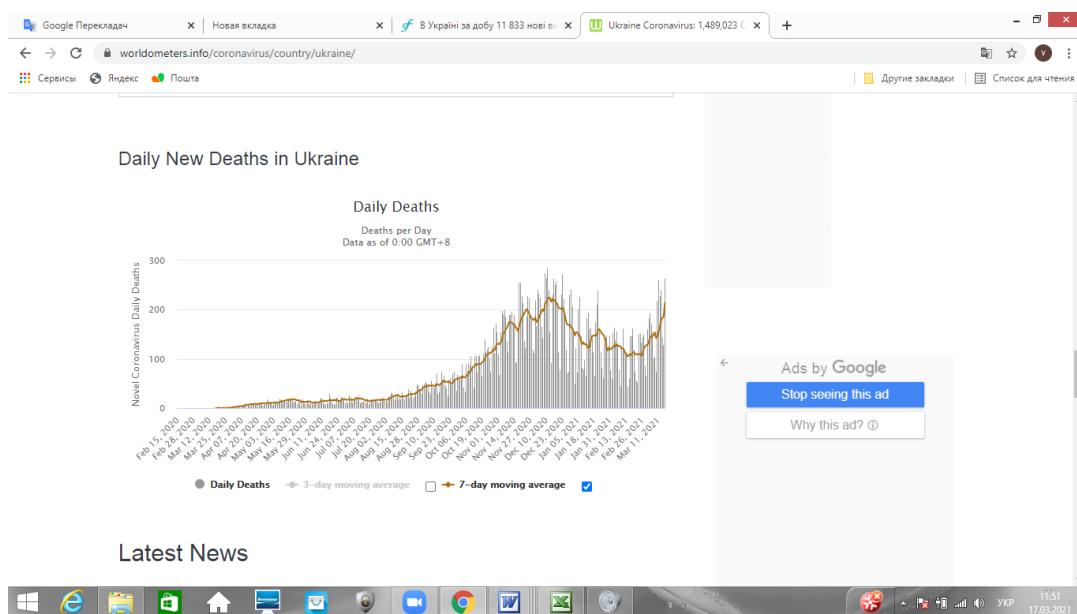 Google Перекладач
Новая вкладка
В Україні за добу 11 833 нові ви
Ukraine Coronavirus: 1,489,023 C
worldometers.info/coronavirus/country/ukraine/
V
Сервисы
Яндекс
Почта
Другие закладки
Список для чтения
Daily New Deaths in Ukraine
Daily Deaths
Deaths per Day
Data as of 0:00 GMT+8
Novel Coronavirus Daily Deaths
300
200
100
0
Feb 15, 2020
Feb 28, 2020
Mar 12, 2020
Mar 25, 2020
Apr 07, 2020
Apr 20, 2020
May 03, 2020
May 16, 2020
May 29, 2020
Jun 11, 2020
Jun 24, 2020
Jul 07, 2020
Jul 20, 2020
Aug 02, 2020
Aug 15, 2020
Aug 28, 2020
Sep 10, 2020
Sep 23, 2020
Oct 06, 2020
Oct 19, 2020
Nov 01, 2020
Nov 14, 2020
Nov 27, 2020
Dec 10, 2020
Dec 23, 2020
Jan 05, 2021
Jan 18, 2021
Jan 31, 2021
Feb 13, 2021
Feb 26, 2021
Mar 11, 2021
Daily Deaths
3-day moving average
7-day moving average
Ads by Google
Stop seeing this ad
Why this ad?
Latest News
УКР
11:51
17.03.2021